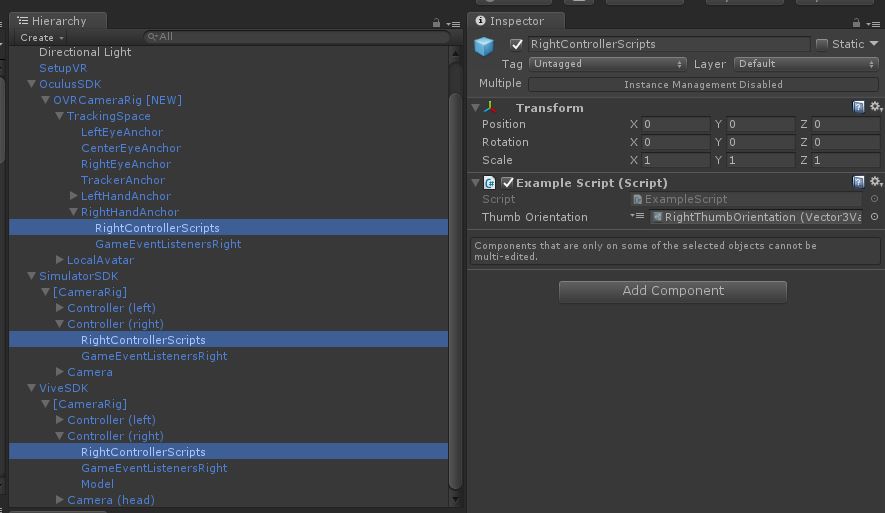 Hierarchy
Create
All
Directional Light
SetupVR
OculusSDK
OVRCameraRig [NEW]
TrackingSpace
LeftEyeAnchor
CenterEyeAnchor
RightEyeAnchor
TrackerAnchor
LeftHandAnchor
RightHandAnchor
RightControllerScripts
GameEventListenersRight
LocalAvatar
SimulatorSDK
[CameraRig]
Controller (left)
Controller (right)
RightControllerScripts
GameEventListenersRight
Camera
ViveSDK
[CameraRig]
Controller (left)
Controller (right)
RightControllerScripts
GameEventListenersRight
Model
Camera (head)
Inspector
RightControllerScripts Static
Tag Untagged Layer Default
Multiple Instance Management Disabled
Transform
Position X 0 Y 0 Z 0
Rotation X 0 Y 0 Z 0
Scale X 1 Y 1 Z 1
Example Script (Script)
Script ExampleScript
Thumb Orientation RightThumbOrientation (Vector3Va
Components that are only on some of the selected objects cannot be
multi-edited.
Add Component